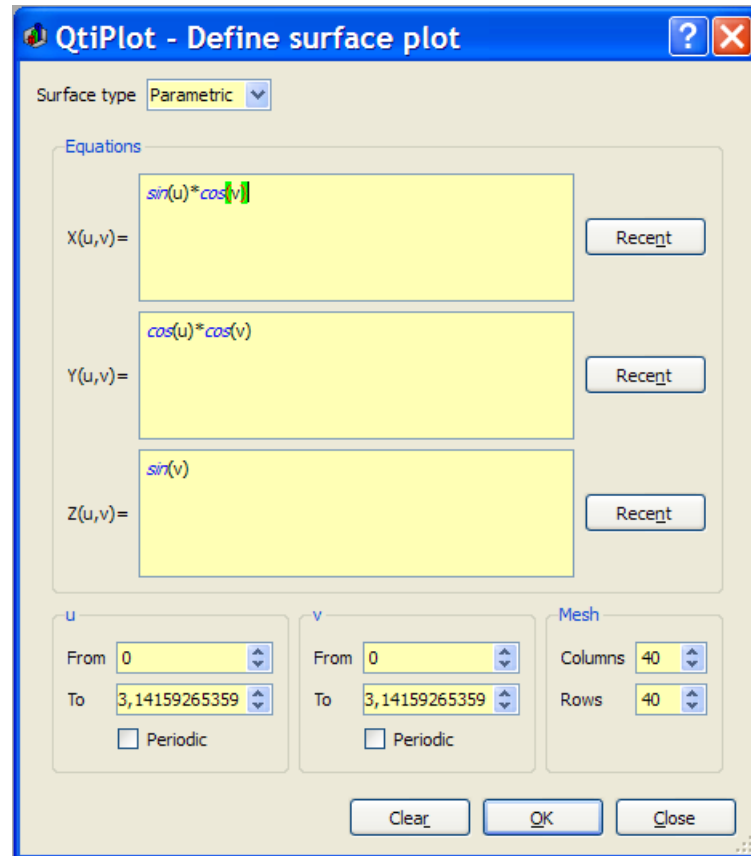 QtiPlot - Define surface plot
Surface type Parametric
Equations
X(u,v)= sin(u)*cos(v) Recent
Y(u,v)= cos(u)*cos(v) Recent
Z(u,v)= sin(v) Recent
u v Mesh
From 0 From 0 Columns 40
To 3,14159265359 To 3,14159265359 Rows 40
Periodic Periodic
Clear OK Close